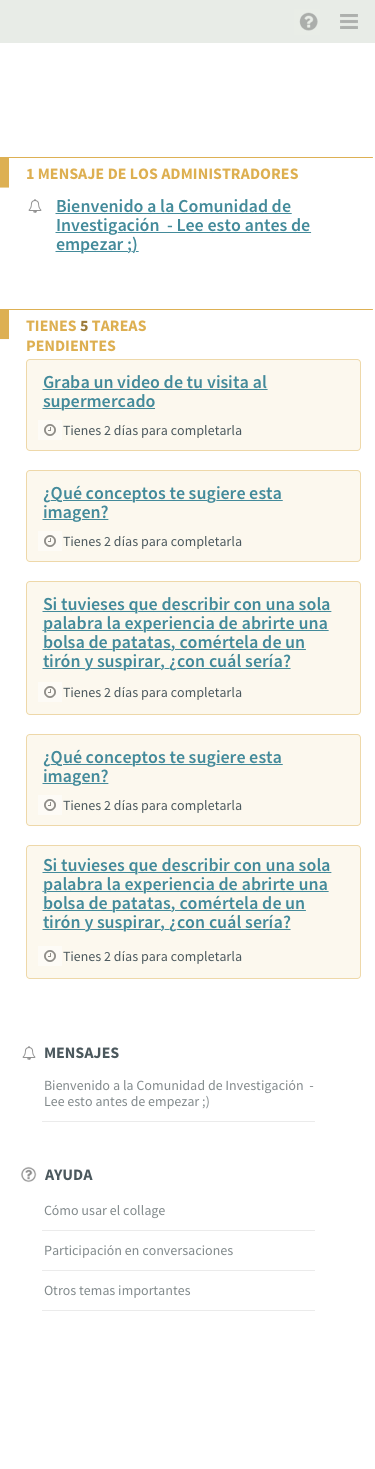 1 MENSAJE DE LOS ADMINISTRADORES
Bienvenido a la Comunidad de
Investigación  - Lee esto antes de
empezar ;)
TIENES 5 TAREAS
PENDIENTES
Graba un video de tu visita al
supermercado
Tienes 2 días para completarla
¿Qué conceptos te sugiere esta
imagen?
Tienes 2 días para completarla
Si tuvieses que describir con una sola
palabra la experiencia de abrirte una
bolsa de patatas, comértela de un
tirón y suspirar, ¿con cuál sería?
Tienes 2 días para completarla
¿Qué conceptos te sugiere esta
imagen?
Tienes 2 días para completarla
Si tuvieses que describir con una sola
palabra la experiencia de abrirte una
bolsa de patatas, comértela de un
tirón y suspirar, ¿con cuál sería?
Tienes 2 días para completarla
MENSAJES
Bienvenido a la Comunidad de Investigación  -
Lee esto antes de empezar ;)
AYUDA
Cómo usar el collage
Participación en conversaciones
Otros temas importantes